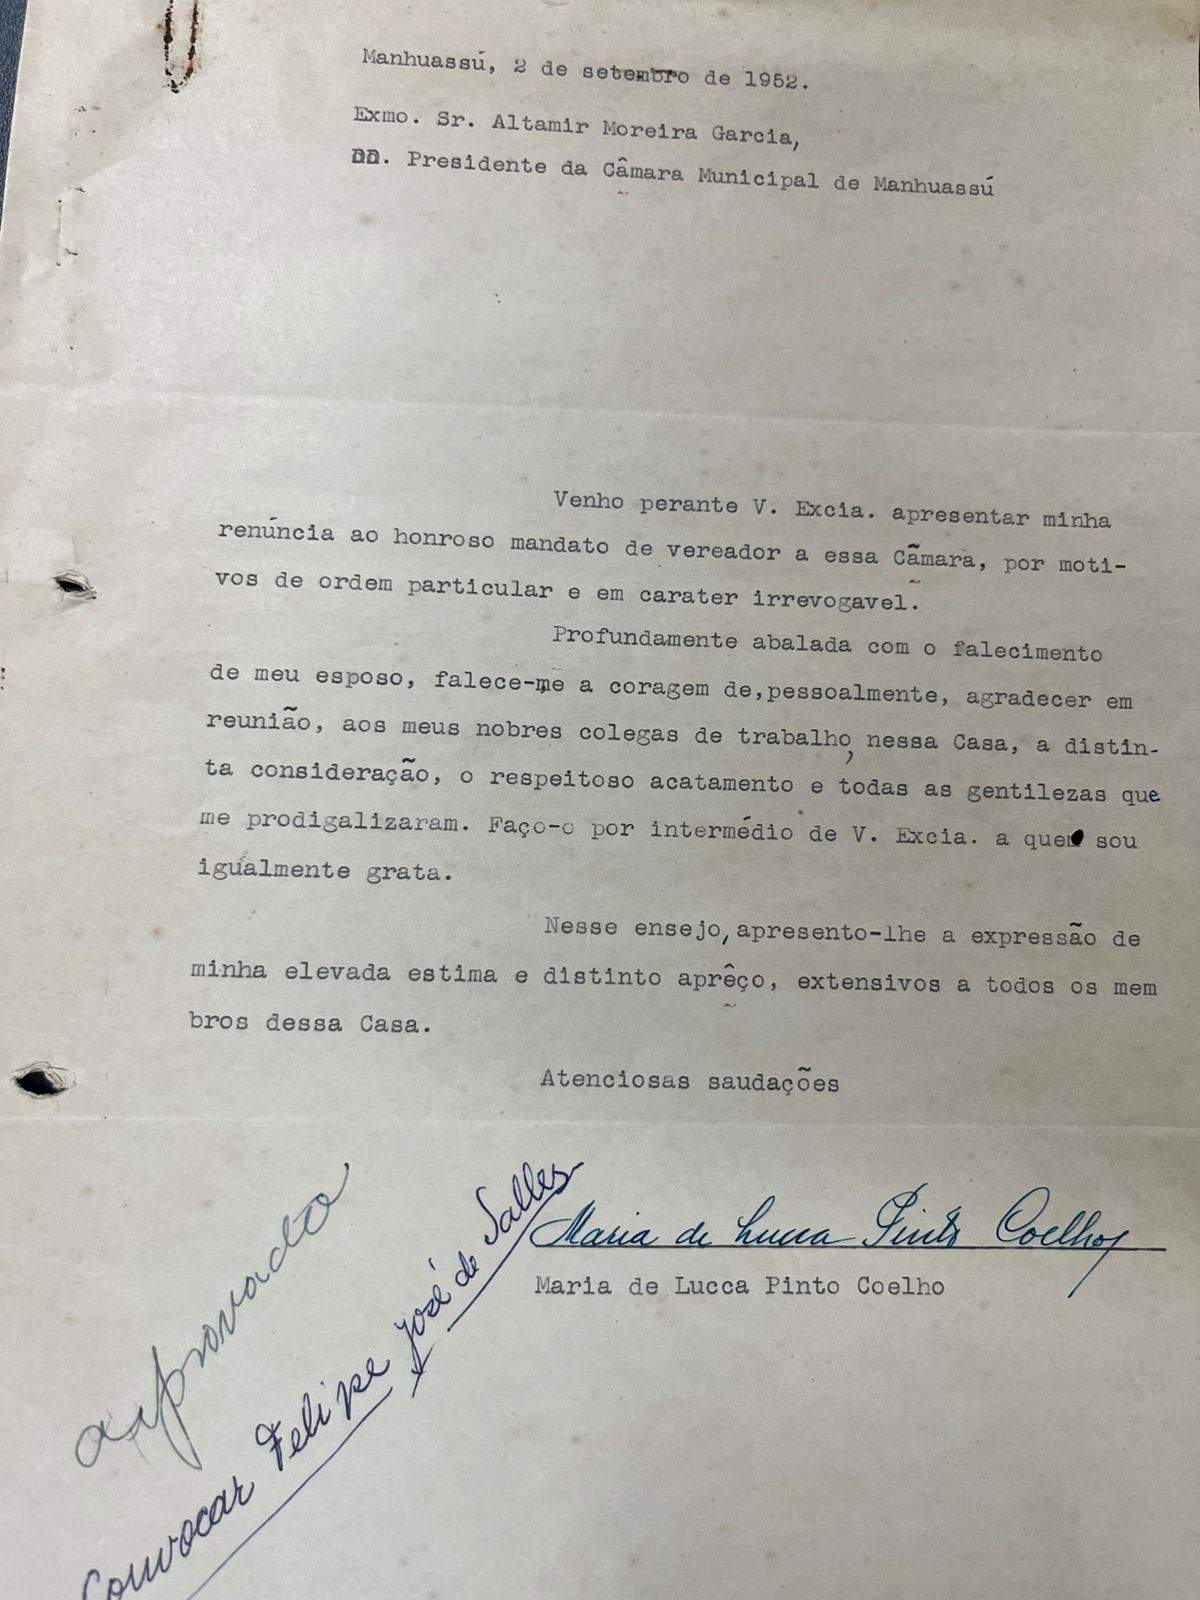 Manhuassú, 2 de setembro de 1952.
Exmo. Sr. Altamir Moreira Garcia,
DD. Presidente da Câmara Municipal de Manhuassú
Venho perante V. Excia. apresentar minha
renúncia ao honroso mandato de vereador a essa Câmara, por moti-
vos de ordem particular e em carater irrevogavel.
Profundamente abalada com o falecimento
de meu esposo, falece-me a coragem de,pessoalmente, agradecer em
reunião, aos meus nobres colegas de trabalho, nessa Casa, a distin-
ta consideração, o respeitoso acatamento e todas as gentilezas que
me prodigalizaram. Faço-o por intermédio de V. Excia. a quem sou
igualmente grata.
Nesse ensejo, apresento-lhe a expressão de
minha elevada estima e distinto aprêço, extensivos a todos os mem
bros dessa Casa.
Atenciosas saudações
Maria de Lucca Pinto Coelho
Maria de Lucca Pinto Coelho
aprovado
Convocar Felipe José de Salles